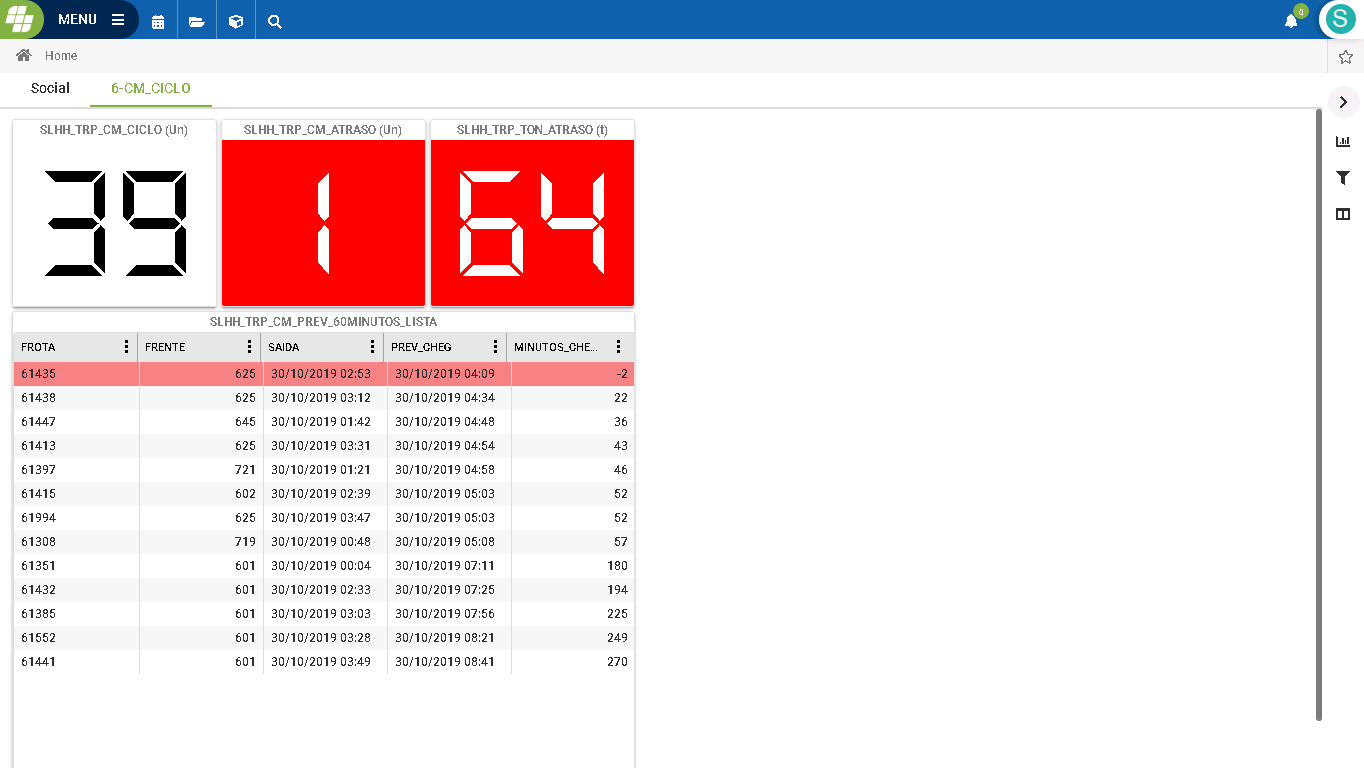 MENU
0
S
Home
Social 6-CM_CICLO
SLHH_TRP_CM_CICLO (Un) SLHH_TRP_CM_ATRASO (Un) SLHH_TRP_TON_ATRASO (t)
39 1 64
SLHH_TRP_CM_PREV_60MINUTOS_LISTA
FROTA FRENTE SAIDA PREV_CHEG MINUTOS_CHE...
61435 625 30/10/2019 02:53 30/10/2019 04:09 -2
61438 625 30/10/2019 03:12 30/10/2019 04:34 22
61447 645 30/10/2019 01:42 30/10/2019 04:48 36
61413 625 30/10/2019 03:31 30/10/2019 04:54 43
61397 721 30/10/2019 01:21 30/10/2019 04:58 46
61415 602 30/10/2019 02:39 30/10/2019 05:03 52
61994 625 30/10/2019 03:47 30/10/2019 05:03 52
61308 719 30/10/2019 00:48 30/10/2019 05:08 57
61351 601 30/10/2019 00:04 30/10/2019 07:11 180
61432 601 30/10/2019 02:33 30/10/2019 07:25 194
61385 601 30/10/2019 03:03 30/10/2019 07:56 225
61552 601 30/10/2019 03:28 30/10/2019 08:21 249
61441 601 30/10/2019 03:49 30/10/2019 08:41 270